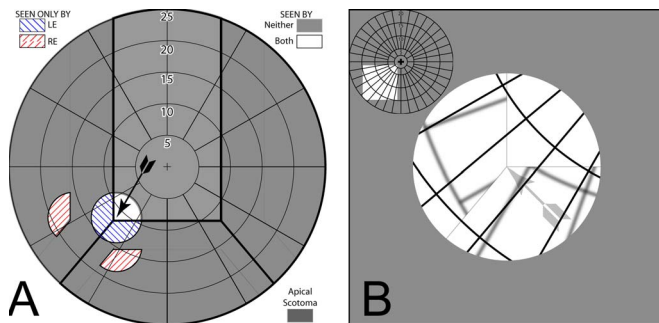 SEEN ONLY BY
LE
RE
SEEN BY
Neither
Both
25
20
15
10
5
Apical
Scotoma
A
B